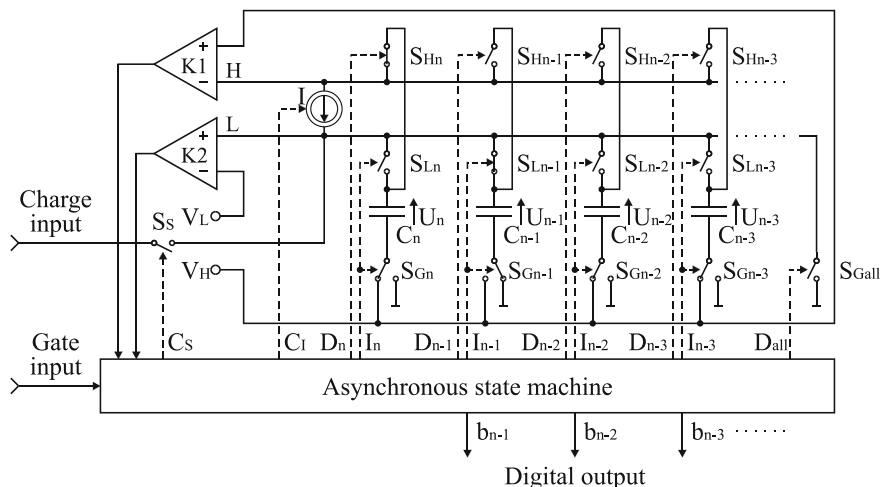 + K1 − H
S_Hn S_Hn-1 S_Hn-2 S_Hn-3
I
+ K2 − L
S_Ln S_Ln-1 S_Ln-2 S_Ln-3
Charge input
S_S V_L
U_n U_n-1 U_n-2 U_n-3
C_n C_n-1 C_n-2 C_n-3
V_H
S_Gn S_Gn-1 S_Gn-2 S_Gn-3 S_Gall
Gate input
C_S C_I D_n I_n D_n-1 I_n-1 D_n-2 I_n-2 D_n-3 I_n-3 D_all
Asynchronous state machine
b_n-1 b_n-2 b_n-3
Digital output